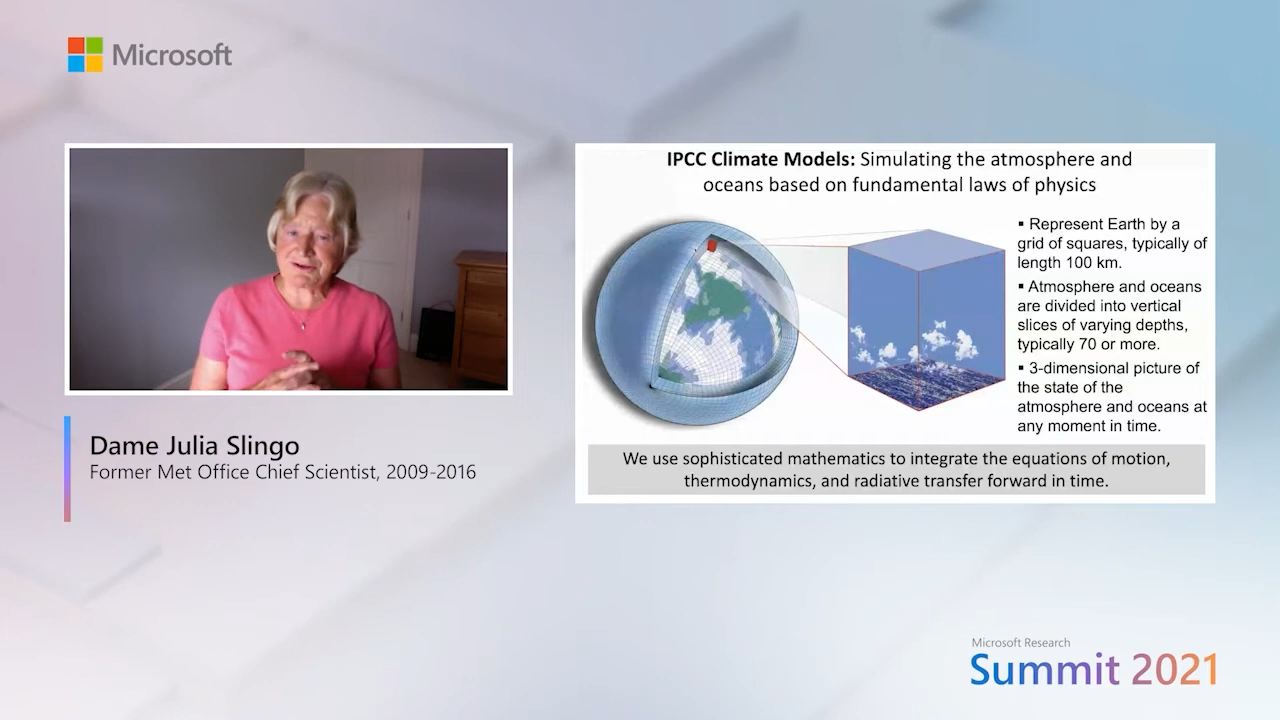 Microsoft
IPCC Climate Models: Simulating the atmosphere and
oceans based on fundamental laws of physics
▪ Represent Earth by a
grid of squares, typically of
length 100 km.
▪ Atmosphere and oceans
are divided into vertical
slices of varying depths,
typically 70 or more.
▪ 3-dimensional picture of
the state of the
atmosphere and oceans at
any moment in time.
We use sophisticated mathematics to integrate the equations of motion,
thermodynamics, and radiative transfer forward in time.
Dame Julia Slingo
Former Met Office Chief Scientist, 2009-2016
Microsoft Research
Summit 2021